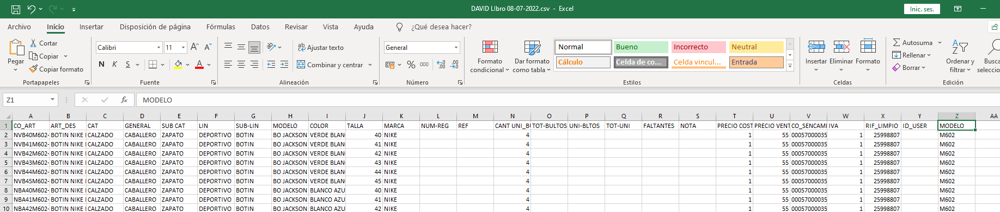 DAVID LIbro 08-07-2022.csv - Excel
Inic. ses.
Archivo Inicio Insertar Disposición de página Fórmulas Datos Revisar Vista Ayuda ¿Qué desea hacer?
Pegar
Cortar
Copiar
Copiar formato
Portapapeles
Calibri 11
N K S
Fuente
Ajustar texto
Combinar y centrar
Alineación
General
% 000
Número
Formato condicional
Dar formato como tabla
Normal Bueno Incorrecto Neutral
Cálculo Celda de co... Celda vincul... Entrada
Estilos
Insertar Eliminar Formato
Celdas
Autosuma
Rellenar
Borrar
Ordenar y filtrar
Busca
seleccio
Edición
Z1 fx MODELO
A B C D E F G H I J K L M N O P Q R S T U V W X Y Z AA
1 CO_ART ART_DES CAT GENERAL SUB CAT LIN SUB-LIN MODELO COLOR TALLA MARCA NUM-REG REF CANT UNI_BU TOT-BULTOS UNI-BLTOS TOT-UNI FALTANTES NOTA PRECIO COST PRECIO VENT CO_SENCAM IVA RIF_LIMPIO ID_USER MODELO
2 NVB40M602- BOTIN NIKE CALZADO CABALLERO ZAPATO DEPORTIVO BOTIN BO JACKSON VERDE BLAN 40 NIKE 4 1 55 00057000035 1 25998807 M602
3 NVB41M602- BOTIN NIKE CALZADO CABALLERO ZAPATO DEPORTIVO BOTIN BO JACKSON VERDE BLAN 41 NIKE 4 1 55 00057000035 1 25998807 M602
4 NVB42M602- BOTIN NIKE CALZADO CABALLERO ZAPATO DEPORTIVO BOTIN BO JACKSON VERDE BLAN 42 NIKE 4 1 55 00057000035 1 25998807 M602
5 NVB43M602- BOTIN NIKE CALZADO CABALLERO ZAPATO DEPORTIVO BOTIN BO JACKSON VERDE BLAN 43 NIKE 4 1 55 00057000035 1 25998807 M602
6 NVB44M602- BOTIN NIKE CALZADO CABALLERO ZAPATO DEPORTIVO BOTIN BO JACKSON VERDE BLAN 44 NIKE 4 1 55 00057000035 1 25998807 M602
7 NVB45M602- BOTIN NIKE CALZADO CABALLERO ZAPATO DEPORTIVO BOTIN BO JACKSON VERDE BLAN 45 NIKE 4 1 55 00057000035 1 25998807 M602
8 NBA40M602- BOTIN NIKE CALZADO CABALLERO ZAPATO DEPORTIVO BOTIN BO JACKSON BLANCO AZU 40 NIKE 4 1 55 00057000035 1 25998807 M602
9 NBA41M602- BOTIN NIKE CALZADO CABALLERO ZAPATO DEPORTIVO BOTIN BO JACKSON BLANCO AZU 41 NIKE 4 1 55 00057000035 1 25998807 M602
10 NBA42M602- BOTIN NIKE CALZADO CABALLERO ZAPATO DEPORTIVO BOTIN BO JACKSON BLANCO AZU 42 NIKE 4 1 55 00057000035 1 25998807 M602